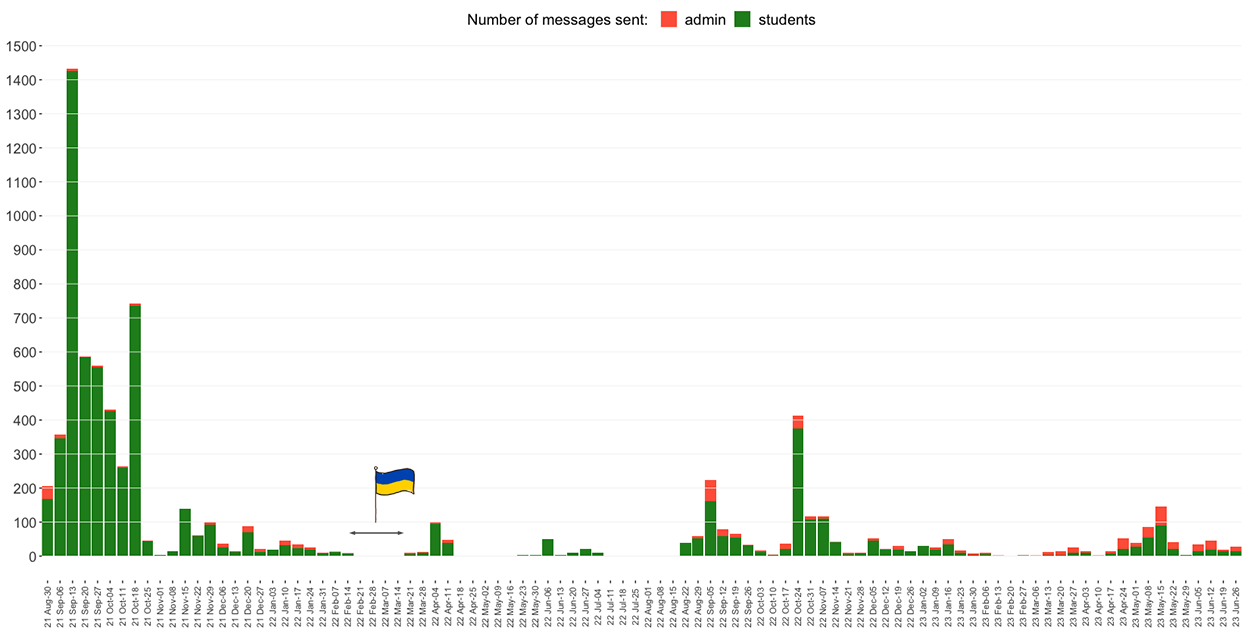 Number of messages sent: admin students
1500
1400
1300
1200
1100
1000
900
800
700
600
500
400
300
200
100
0
21 Aug-30
21 Sep-06
21 Sep-13
21 Sep-20
21 Sep-27
21 Oct-04
21 Oct-11
21 Oct-18
21 Oct-25
21 Nov-01
21 Nov-08
21 Nov-15
21 Nov-22
21 Nov-29
21 Dec-06
21 Dec-13
21 Dec-20
21 Dec-27
22 Jan-03
22 Jan-10
22 Jan-17
22 Jan-24
22 Jan-31
22 Feb-07
22 Feb-14
22 Feb-21
22 Feb-28
22 Mar-07
22 Mar-14
22 Mar-21
22 Mar-28
22 Apr-04
22 Apr-11
22 Apr-18
22 Apr-25
22 May-02
22 May-09
22 May-16
22 May-23
22 May-30
22 Jun-06
22 Jun-13
22 Jun-20
22 Jun-27
22 Jul-04
22 Jul-11
22 Jul-18
22 Jul-25
22 Aug-01
22 Aug-08
22 Aug-15
22 Aug-22
22 Aug-29
22 Sep-05
22 Sep-12
22 Sep-19
22 Sep-26
22 Oct-03
22 Oct-10
22 Oct-17
22 Oct-24
22 Oct-31
22 Nov-07
22 Nov-14
22 Nov-21
22 Nov-28
22 Dec-05
22 Dec-12
22 Dec-19
22 Dec-26
23 Jan-02
23 Jan-09
23 Jan-16
23 Jan-23
23 Jan-30
23 Feb-06
23 Feb-13
23 Feb-20
23 Feb-27
23 Mar-06
23 Mar-13
23 Mar-20
23 Mar-27
23 Apr-03
23 Apr-10
23 Apr-17
23 Apr-24
23 May-01
23 May-08
23 May-15
23 May-22
23 May-29
23 Jun-05
23 Jun-12
23 Jun-19
23 Jun-26